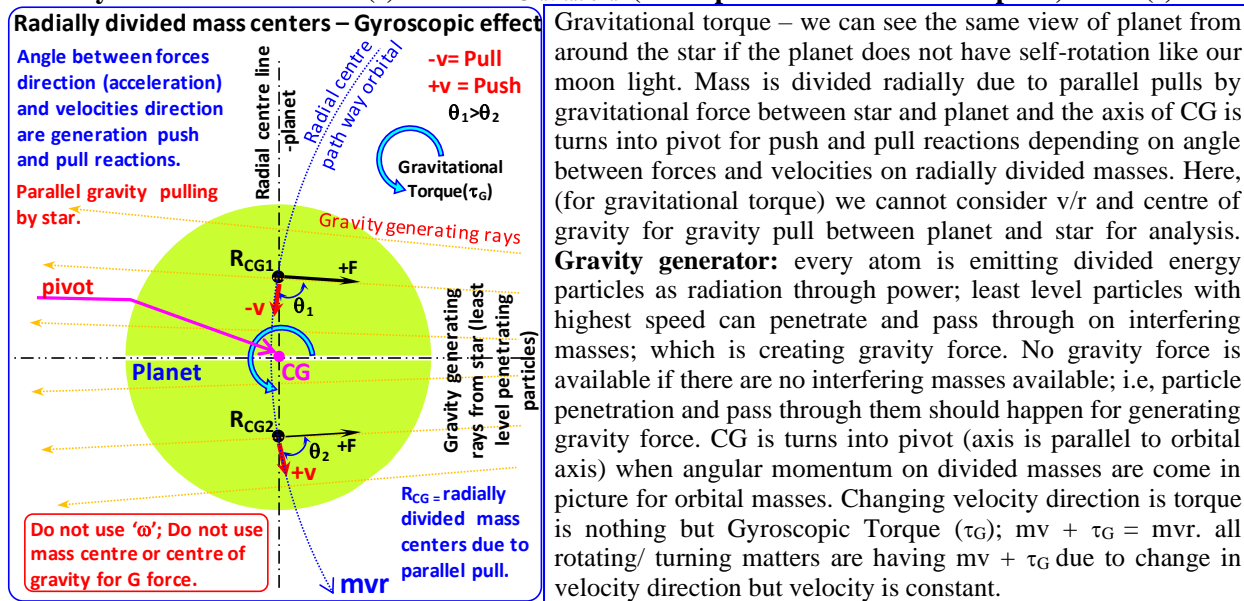 Radially divided mass centers – Gyroscopic effect
Angle between forces
direction (acceleration)
and velocities direction
are generation push
and pull reactions.
Parallel gravity pulling
by star.
Radial centre line
-planet
Radial centre
path way orbital
-v= Pull
+v = Push
θ1>θ2
Gravitational
Torque(τG)
Gravity generating rays
RCG1
+F
-v
θ1
pivot
Planet
CG
Gravity generating
rays from star (least
level penetrating
particles)
RCG2
+F
θ2
+v
RCG = radially
divided mass
centers due to
parallel pull.
Do not use ‘ω’; Do not use
mass centre or centre of
gravity for G force.
mvr
Gravitational torque – we can see the same view of planet from
around the star if the planet does not have self-rotation like our
moon light. Mass is divided radially due to parallel pulls by
gravitational force between star and planet and the axis of CG is
turns into pivot for push and pull reactions depending on angle
between forces and velocities on radially divided masses. Here,
(for gravitational torque) we cannot consider v/r and centre of
gravity for gravity pull between planet and star for analysis.
Gravity generator: every atom is emitting divided energy
particles as radiation through power; least level particles with
highest speed can penetrate and pass through on interfering
masses; which is creating gravity force. No gravity force is
available if there are no interfering masses available; i.e, particle
penetration and pass through them should happen for generating
gravity force. CG is turns into pivot (axis is parallel to orbital
axis) when angular momentum on divided masses are come in
picture for orbital masses. Changing velocity direction is torque
is nothing but Gyroscopic Torque (τG); mv + τG = mvr. all
rotating/ turning matters are having mv + τG due to change in
velocity direction but velocity is constant.